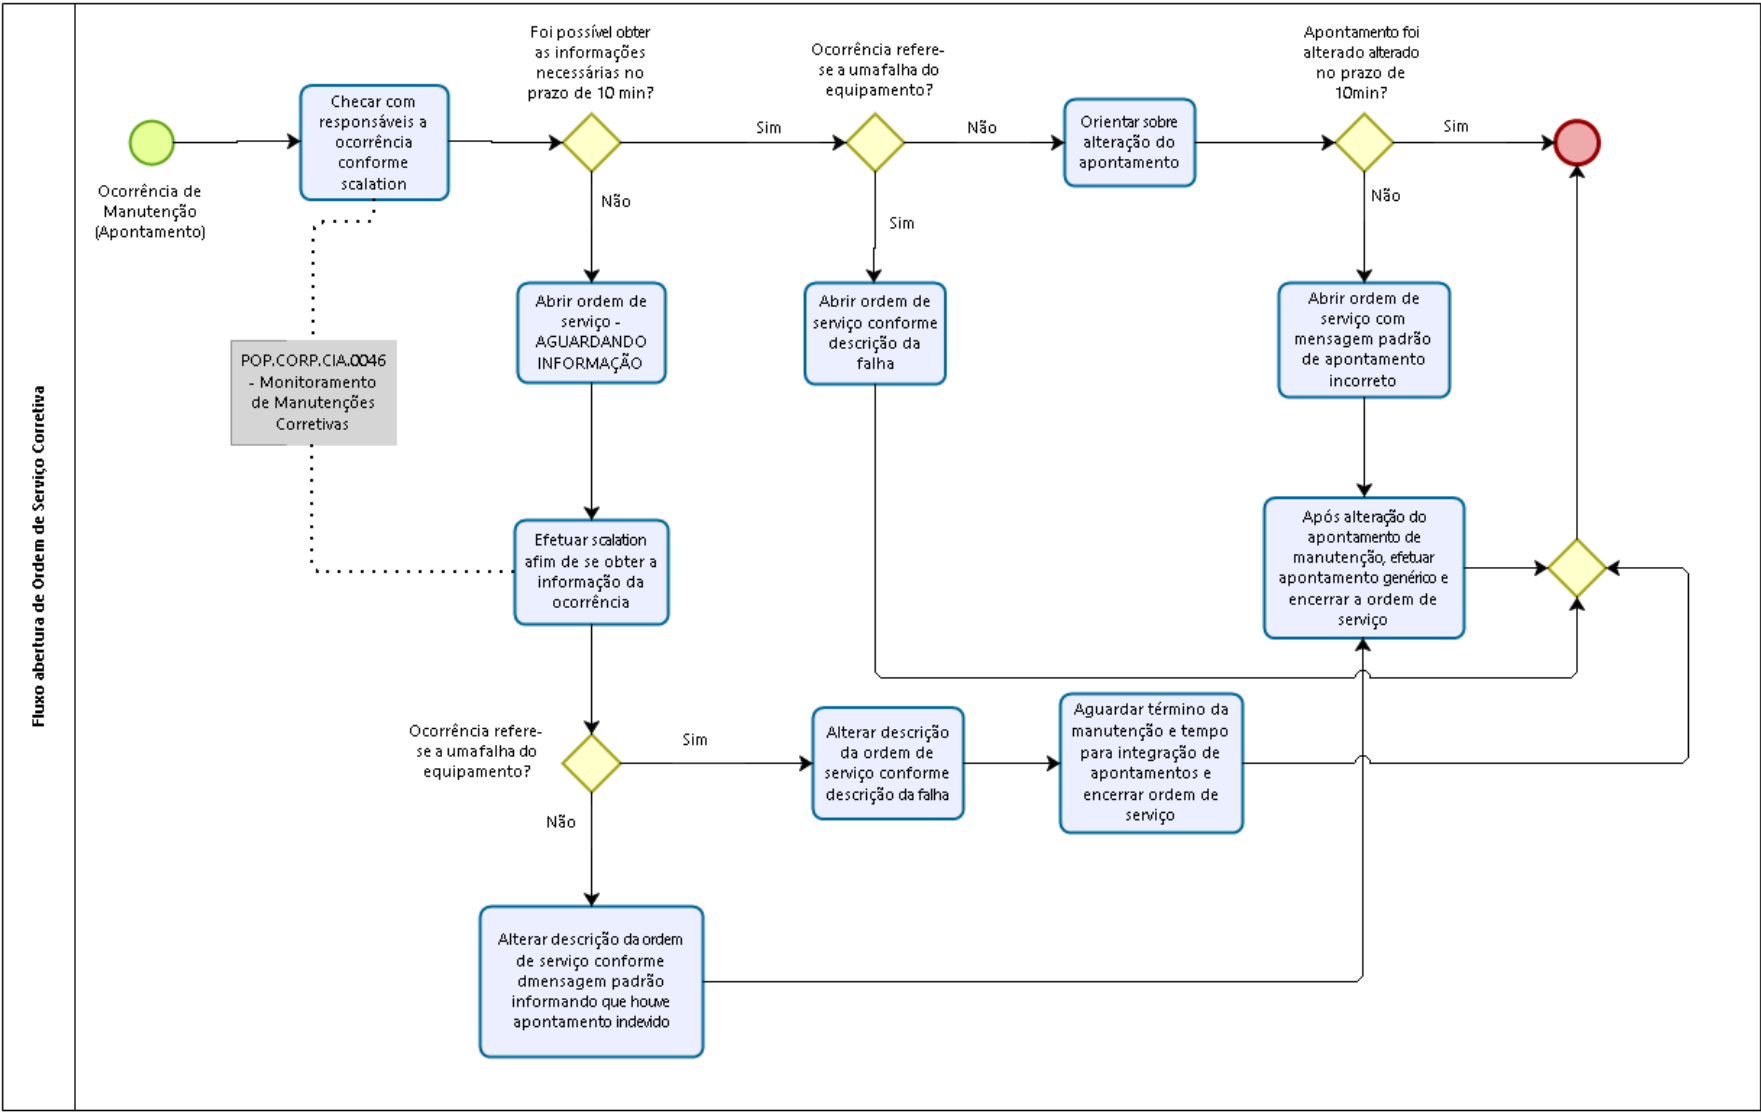 Fluxo abertura de Ordem de Serviço Corretiva
Ocorrência de
Manutenção
(Apontamento)
Checar com
responsáveis a
ocorrência
conforme
scalation
Foi possível obter
as informações
necessárias no
prazo de 10 min?
Sim
Não
Ocorrência refere-
se a uma falha do
equipamento?
Não
Sim
Orientar sobre
alteração do
apontamento
Apontamento foi
alterado alterado
no prazo de
10min?
Sim
Não
POP.CORP.CIA.0046
- Monitoramento
de Manutenções
Corretivas
Abrir ordem de
serviço -
AGUARDANDO
INFORMAÇÃO
Abrir ordem de
serviço conforme
descrição da
falha
Abrir ordem de
serviço com
mensagem padrão
de apontamento
incorreto
Efetuar scalation
afim de se obter a
informação da
ocorrência
Após alteração do
apontamento de
manutenção, efetuar
apontamento genérico e
encerrar a ordem de
serviço
Ocorrência refere-
se a uma falha do
equipamento?
Sim
Não
Alterar descrição
da ordem de
serviço conforme
descrição da falha
Aguardar término da
manutenção e tempo
para integração de
apontamentos e
encerrar ordem de
serviço
Alterar descrição da ordem
de serviço conforme
dmensagem padrão
informando que houve
apontamento indevido